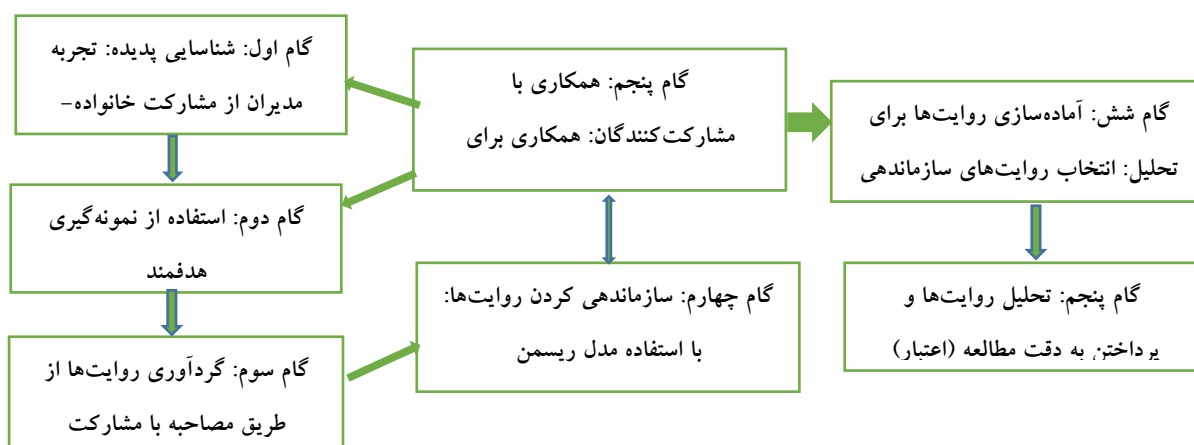 گام اول: شناسایی پدیده: تجربه
مدیران از مشارکت خانواده-
گام دوم: استفاده از نمونه‌گیری
هدفمند
گام سوم: گردآوری روایت‌ها از
طریق مصاحبه با مشارکت
گام چهارم: سازماندهی کردن روایت‌ها:
با استفاده مدل ریسمن
گام پنجم: همکاری با
مشارکت‌کنندگان: همکاری برای
گام شش: آماده‌سازی روایت‌ها برای
تحلیل: انتخاب روایت‌های سازماندهی
گام پنجم: تحلیل روایت‌ها و
پرداختن به دقت مطالعه (اعتبار)